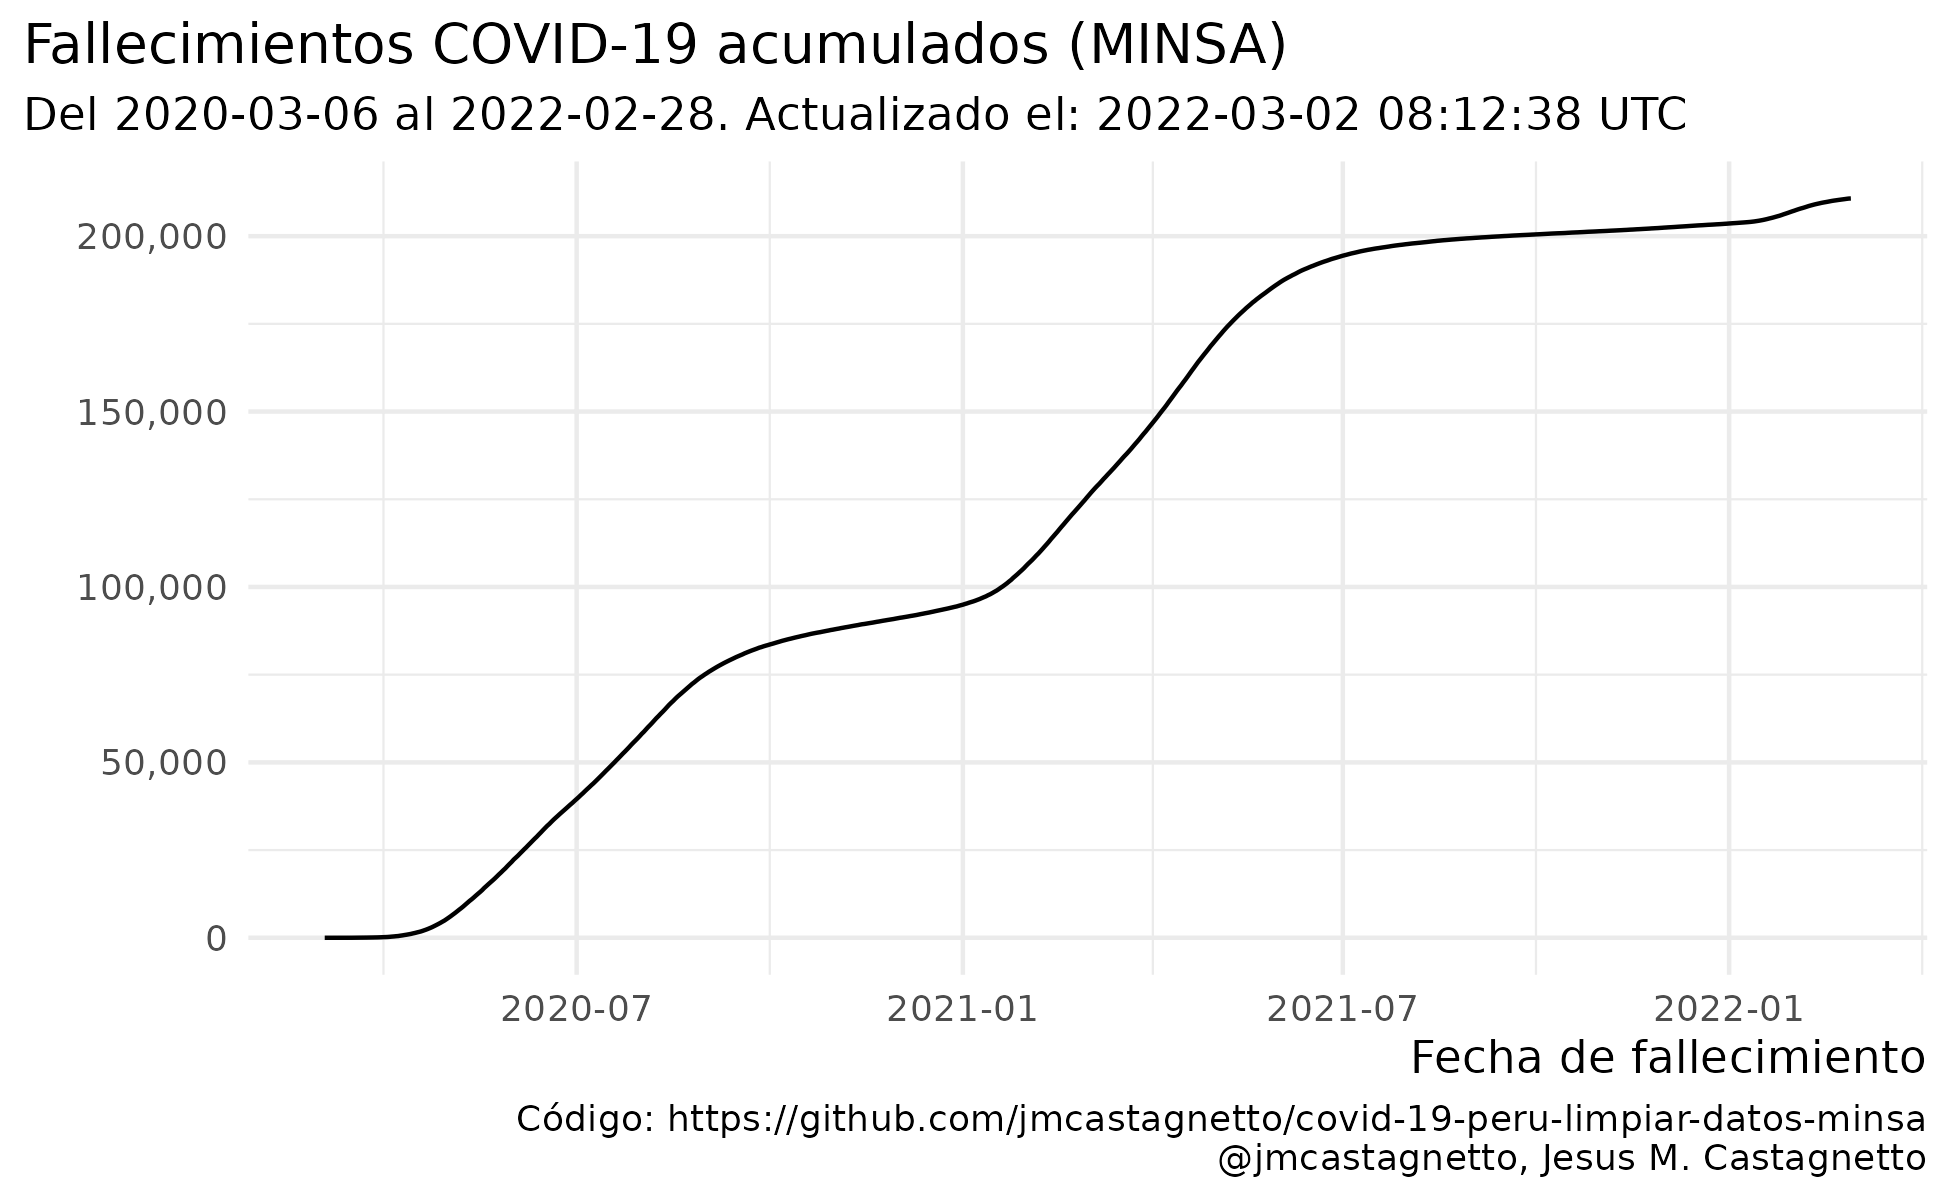 Fallecimientos COVID-19 acumulados (MINSA)
Del 2020-03-06 al 2022-02-28. Actualizado el: 2022-03-02 08:12:38 UTC
200,000
150,000
100,000
50,000
0
2020-07
2021-01
2021-07
2022-01
Fecha de fallecimiento
Código: https://github.com/jmcastagnetto/covid-19-peru-limpiar-datos-minsa
@jmcastagnetto, Jesus M. Castagnetto